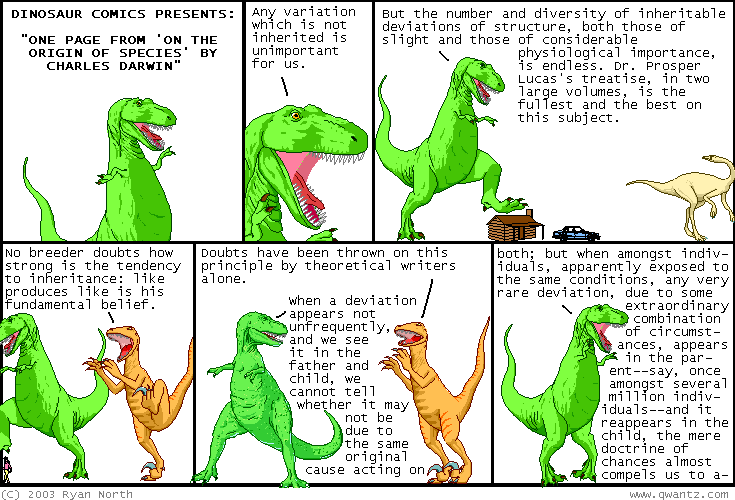 DINOSAUR COMICS PRESENTS:
"ONE PAGE FROM 'ON THE
ORIGIN OF SPECIES' BY
CHARLES DARWIN"
Any variation
which is not
inherited is
unimportant
for us.
But the number and diversity of inheritable
deviations of structure, both those of
slight and those of considerable
physiological importance,
is endless. Dr. Prosper
Lucas's treatise, in two
large volumes, is the
fullest and the best on
this subject.
No breeder doubts how
strong is the tendency
to inheritance: like
produces like is his
fundamental belief.
Doubts have been thrown on this
principle by theoretical writers
alone.
when a deviation
appears not
unfrequently,
and we see
it in the
father and
child, we
cannot tell
whether it may
not be
due to
the same
original
cause acting on
both; but when amongst indiv-
iduals, apparently exposed to
the same conditions, any very
rare deviation, due to some
extraordinary
combination
of circumst-
ances, appears
in the par-
ent--say, once
amongst several
million indiv-
iduals--and it
reappears in the
child, the mere
doctrine of
chances almost
compels us to a-
(C) 2003 Ryan North
www.qwantz.com